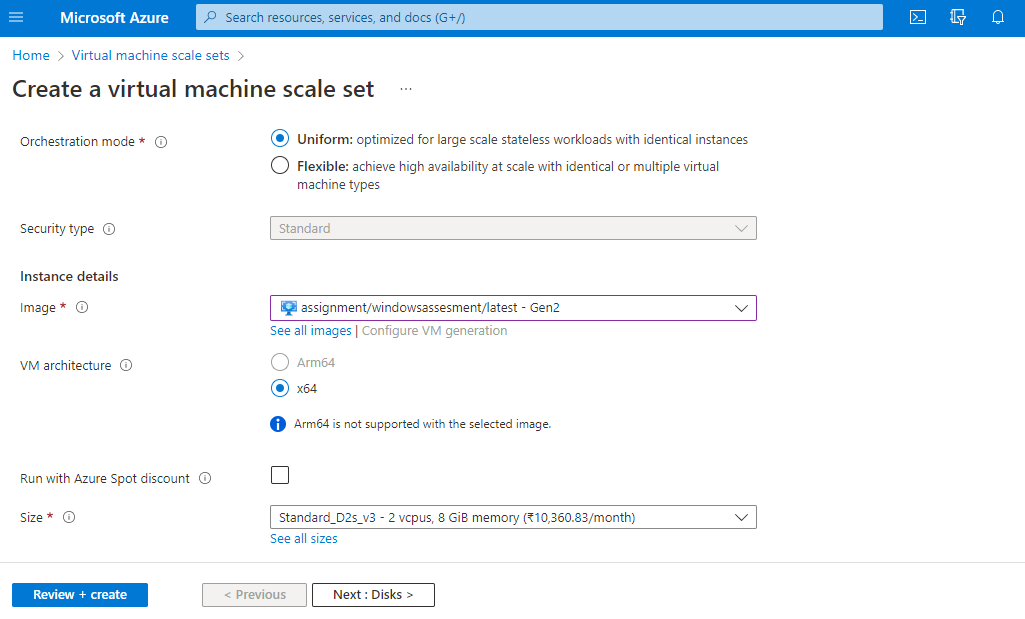 Microsoft Azure
Search resources, services, and docs (G+/)
Home > Virtual machine scale sets >
Create a virtual machine scale set ...
Orchestration mode *
Uniform: optimized for large scale stateless workloads with identical instances
Flexible: achieve high availability at scale with identical or multiple virtual
machine types
Security type
Standard
Instance details
Image *
assignment/windowsassesment/latest - Gen2
See all images | Configure VM generation
VM architecture
Arm64
x64
Arm64 is not supported with the selected image.
Run with Azure Spot discount
Size *
Standard_D2s_v3 - 2 vcpus, 8 GiB memory (₹10,360.83/month)
See all sizes
Review + create
< Previous
Next : Disks >